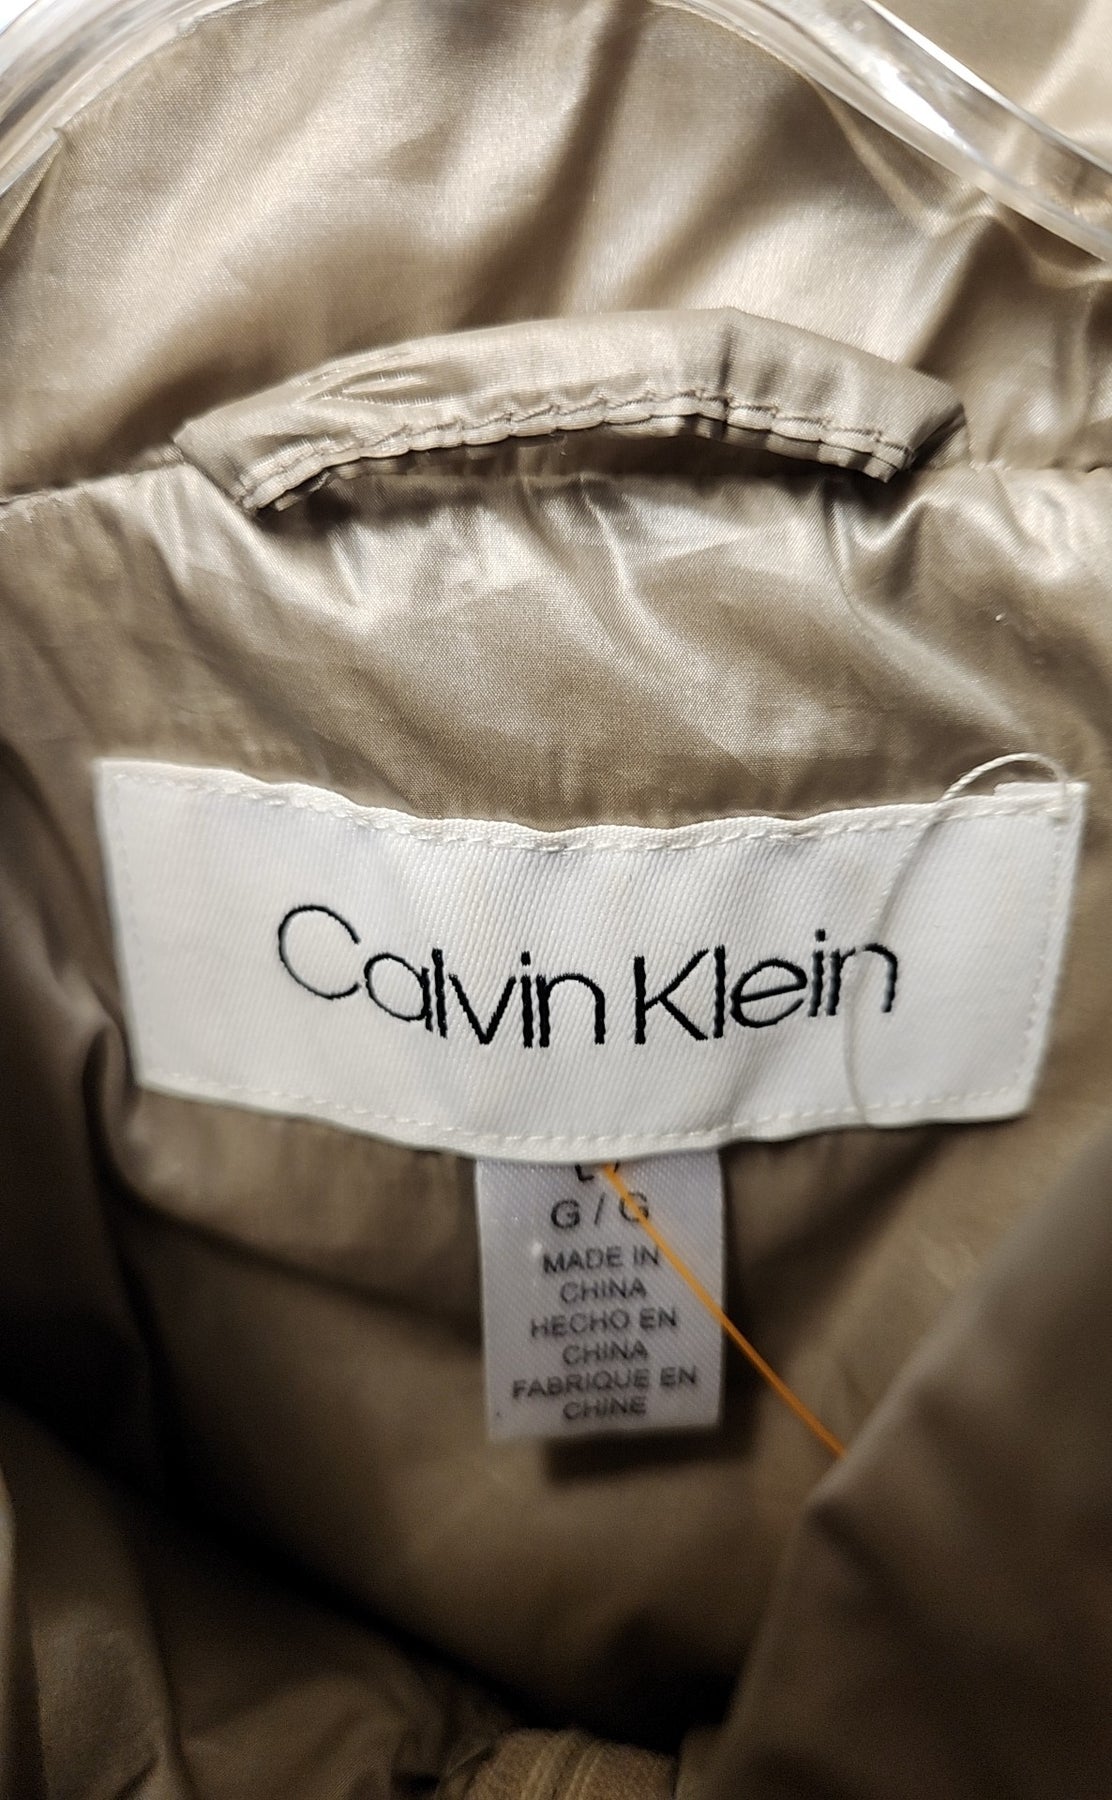 Calvin Klein
G / G
MADE IN
CHINA
HECHO EN
CHINA
FABRIQUE EN
CHINE